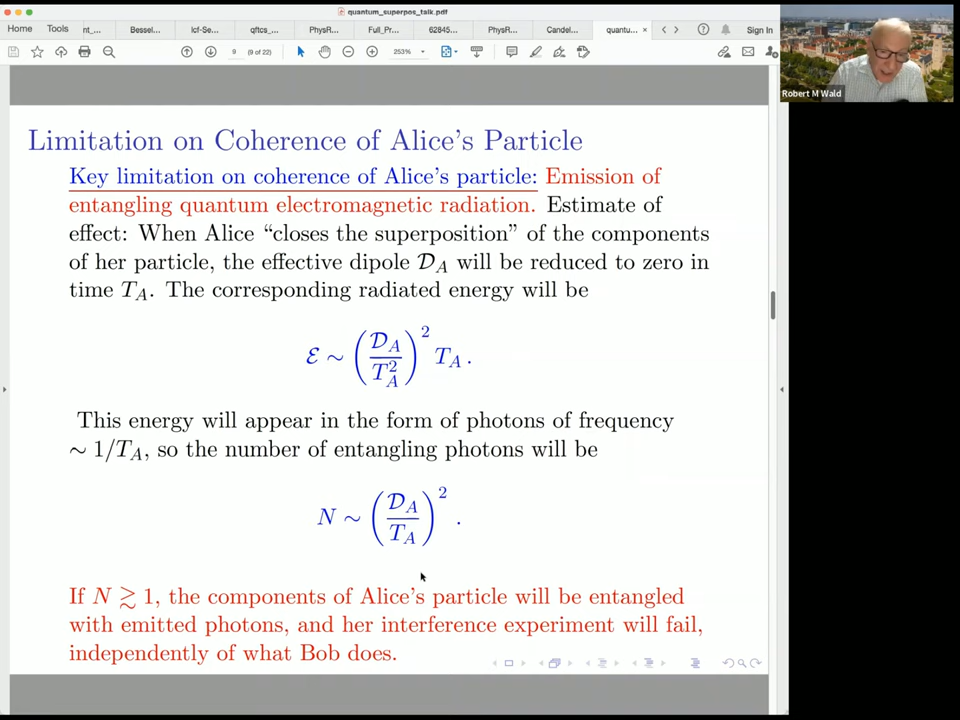 quantum_superpos_talk.pdf
Home Tools nt_... Bessel... lcf-Se... qftcs_... PhysR... Full_Pr... 62845... PhysR... Candel... quantu... × Sign In
9 (9 of 22) 253%
Robert M Wald
Limitation on Coherence of Alice's Particle
Key limitation on coherence of Alice's particle: Emission of
entangling quantum electromagnetic radiation. Estimate of
effect: When Alice “closes the superposition” of the components
of her particle, the effective dipole 𝒟_A will be reduced to zero in
time T_A. The corresponding radiated energy will be
ℰ ∼ (𝒟_A / T_A^2)^2 T_A .
This energy will appear in the form of photons of frequency
∼ 1/T_A, so the number of entangling photons will be
N ∼ (𝒟_A / T_A)^2 .
If N ≳ 1, the components of Alice's particle will be entangled
with emitted photons, and her interference experiment will fail,
independently of what Bob does.